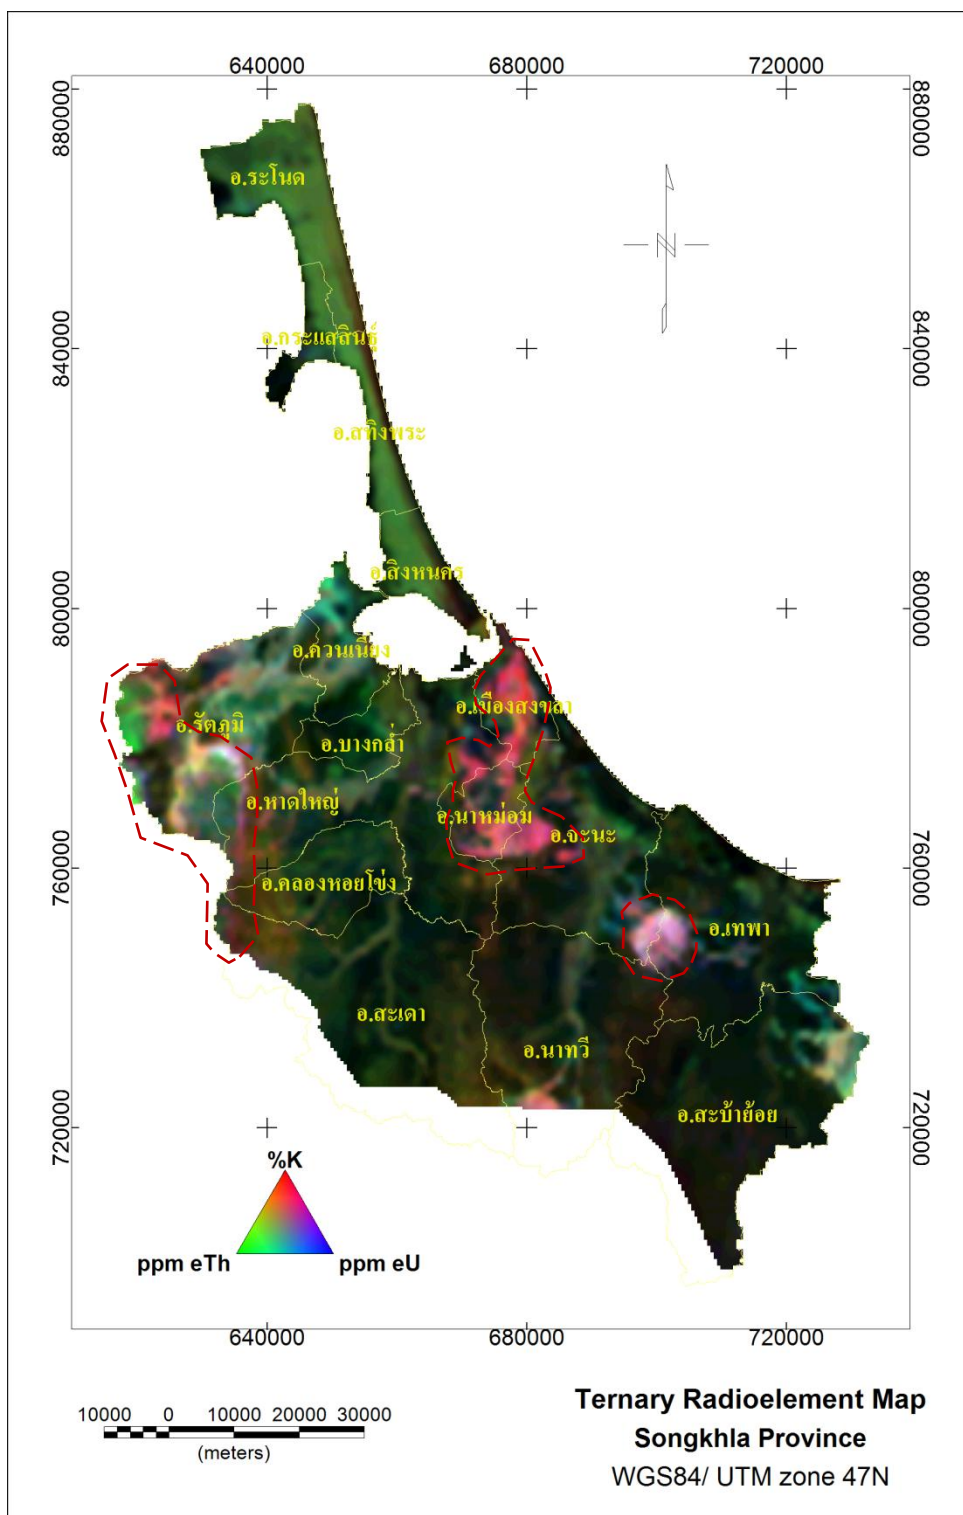 640000 680000 720000
880000 880000
อ.ระโนด
840000 840000
อ.กระแสสินธุ์
อ.สทิงพระ
อ.สิงหนคร
800000 800000
อ.ควนเนียง
อ.เมืองสงขลา
อ.รัตภูมิ
อ.บางกล่ำ
อ.หาดใหญ่
อ.นาหม่อม
อ.จะนะ
760000 760000
อ.คลองหอยโข่ง
อ.เทพา
อ.สะเดา
อ.นาทวี
อ.สะบ้าย้อย
720000 720000
%K
ppm eTh ppm eU
640000 680000 720000
10000 0 10000 20000 30000
(meters)
Ternary Radioelement Map
Songkhla Province
WGS84/ UTM zone 47N
N